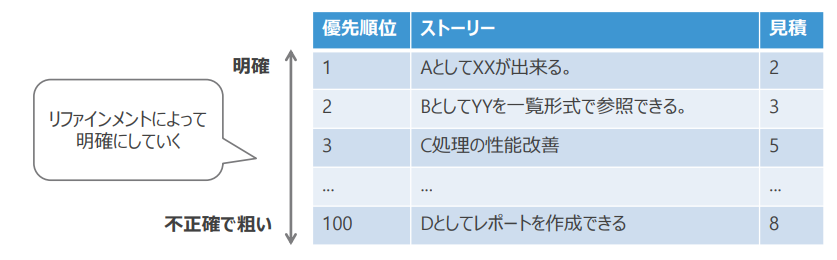 優先順位 ストーリー 見積
明確
1 AとしてXXが出来る。 2
2 BとしてYYを一覧形式で参照できる。 3
リファインメントによって
明確にしていく
3 C処理の性能改善 5
... ... ...
不正確で粗い
100 Dとしてレポートを作成できる 8